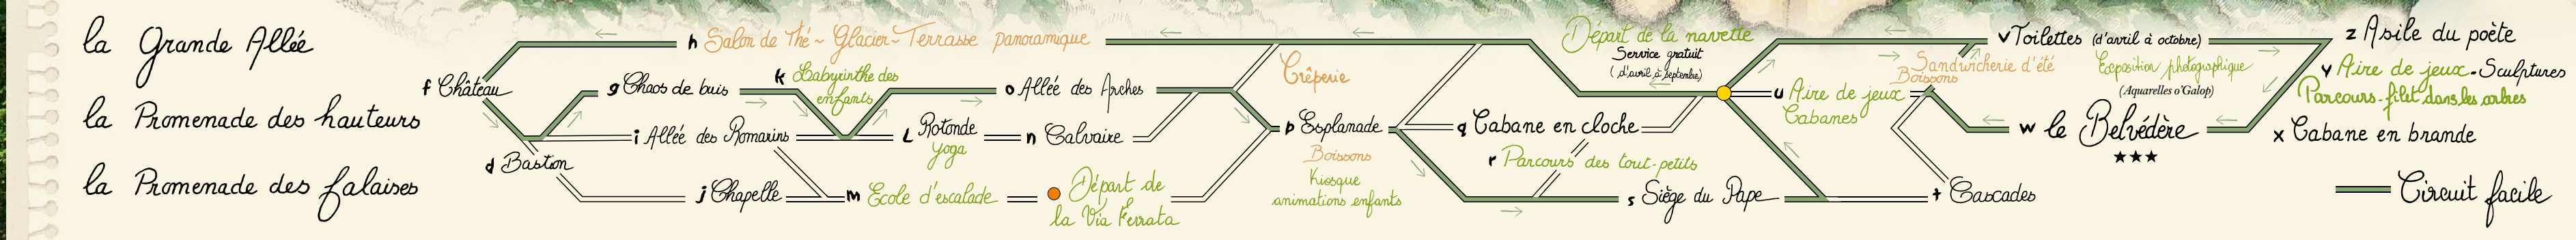 la Grande Allée
la Promenade des hauteurs
la Promenade des falaises
f Château
d Bastion
h Salon de Thé ~ Glacier ~ Terrasse panoramique
g Chaos de buis
k Labyrinthe des
enfants
o Allée des Arches
i Allée des Romarins
L Rotonde
Yoga
n Calvaire
j Chapelle
m Ecole d'escalade
Départ de
la Via Ferrata
Crêperie
p Esplanade
Boissons
Kiosque
animations enfants
Départ de la navette
Service gratuit
(d'avril à septembre)
q Cabane en cloche
r Parcours des tout-petits
s Siège du Pape
u Aire de jeux
Cabanes
v Toilettes (d'avril à octobre)
Sandwicherie d'été
Boissons
Exposition photographique
(Aquarelles o'Galop)
w le Belvédère
★★★
t Cascades
z Asile du poète
y Aire de jeux - Sculptures
Parcours-filet dans les arbres
x Cabane en brande
Circuit facile